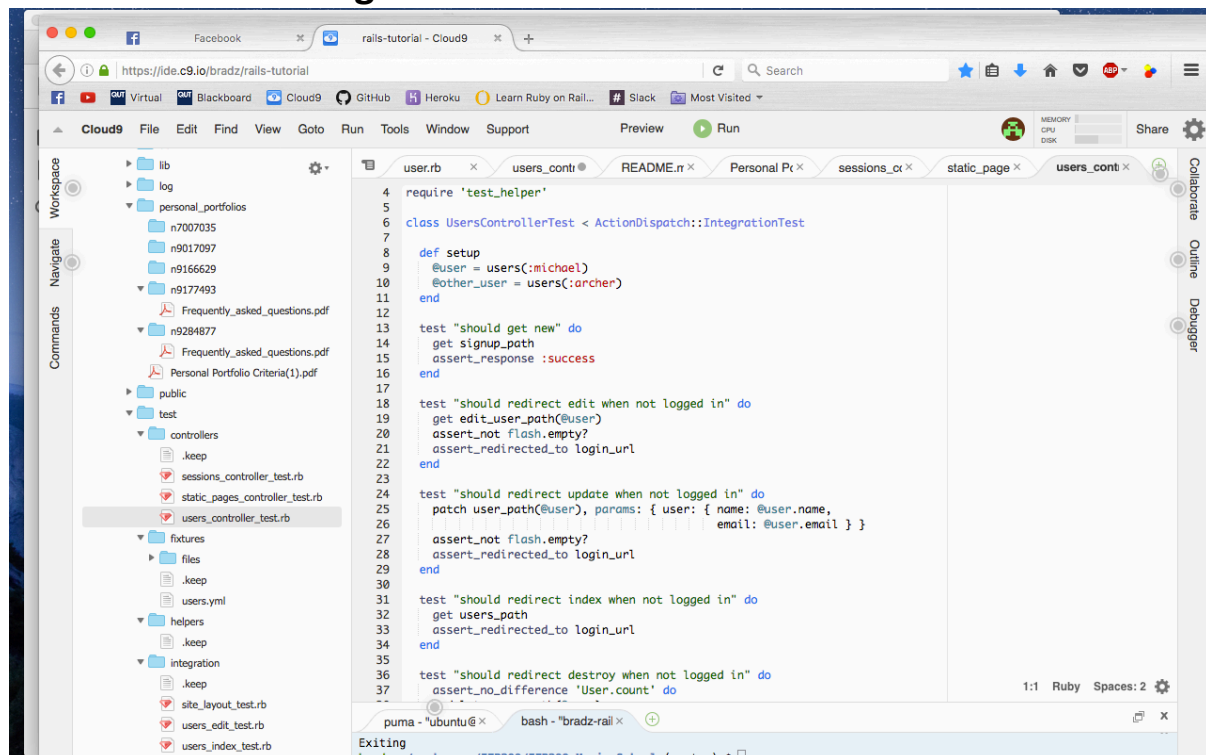 Facebook
rails-tutorial - Cloud9
https://ide.c9.io/bradz/rails-tutorial
Search
ABP
QUT Virtual QUT Blackboard Cloud9 GitHub Heroku Learn Ruby on Rail... # Slack Most Visited
Cloud9 File Edit Find View Goto Run Tools Window Support Preview Run MEMORY CPU DISK Share
user.rb users_contr README.m Personal Po sessions_co static_page users_contr
Workspace
Navigate
Commands
lib
log
personal_portfolios
n7007035
n9017097
n9166629
n9177493
Frequently_asked_questions.pdf
n9284877
Frequently_asked_questions.pdf
Personal Portfolio Criteria(1).pdf
public
test
controllers
.keep
sessions_controller_test.rb
static_pages_controller_test.rb
users_controller_test.rb
fixtures
files
.keep
users.yml
helpers
.keep
integration
.keep
site_layout_test.rb
users_edit_test.rb
users_index_test.rb
4 require 'test_helper'
5
6 class UsersControllerTest < ActionDispatch::IntegrationTest
7
8 def setup
9 @user = users(:michael)
10 @other_user = users(:archer)
11 end
12
13 test "should get new" do
14 get signup_path
15 assert_response :success
16 end
17
18 test "should redirect edit when not logged in" do
19 get edit_user_path(@user)
20 assert_not flash.empty?
21 assert_redirected_to login_url
22 end
23
24 test "should redirect update when not logged in" do
25 patch user_path(@user), params: { user: { name: @user.name,
26 email: @user.email } }
27 assert_not flash.empty?
28 assert_redirected_to login_url
29 end
30
31 test "should redirect index when not logged in" do
32 get users_path
33 assert_redirected_to login_url
34 end
35
36 test "should redirect destroy when not logged in" do
37 assert_no_difference 'User.count' do
1:1 Ruby Spaces: 2
Collaborate
Outline
Debugger
puma - "ubuntu@ bash - "bradz-rail
Exiting